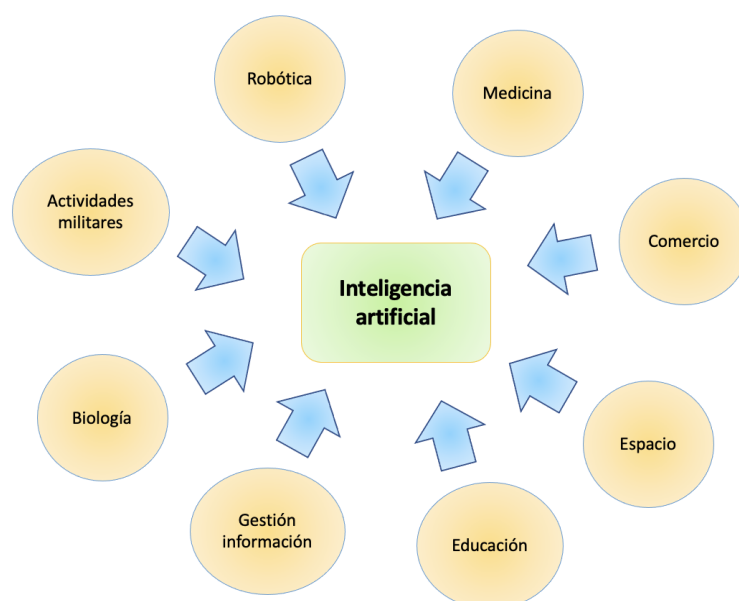 Robótica
Medicina
Actividades
militares
Comercio
Inteligencia
artificial
Biología
Espacio
Gestión
información
Educación